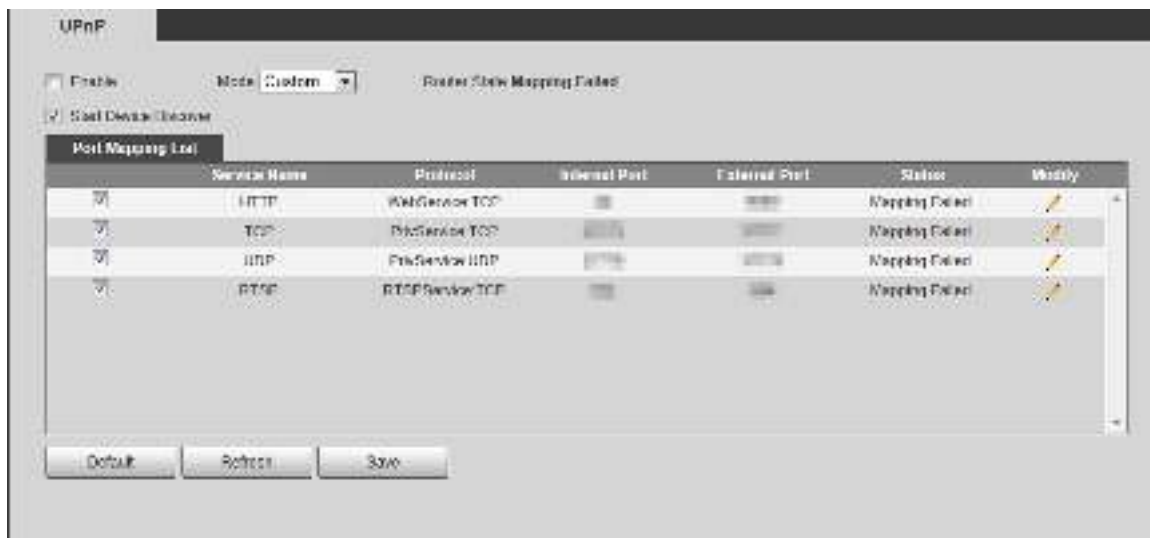 UPnP
Enable Mode Custom Router State Mapping Failed
Start Device Discover
Port Mapping List
Service Name Protocol Internal Port External Port Status Modify
HTTP WebService:TCP Mapping Failed
TCP PrivService:TCP Mapping Failed
UDP PrivService:UDP Mapping Failed
RTSP RTSPService:TCP Mapping Failed
Default Refresh Save